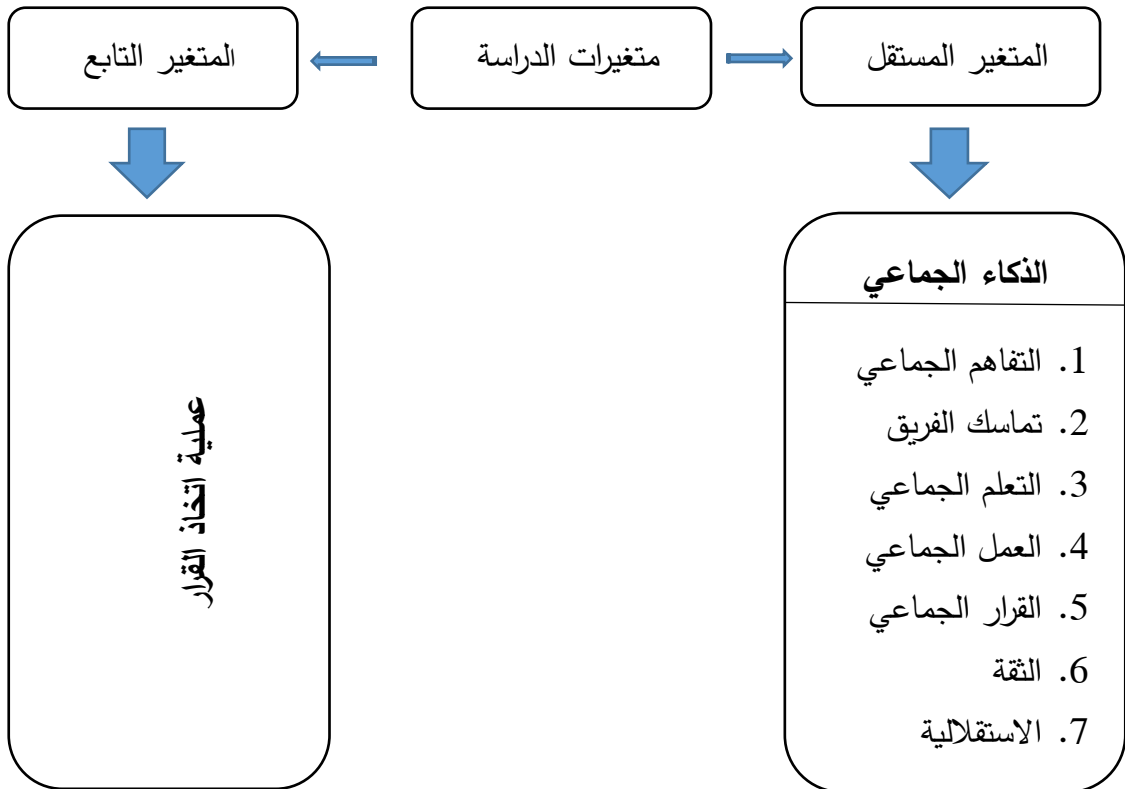 المتغير المستقل
متغيرات الدراسة
المتغير التابع
الذكاء الجماعي
1. التفاهم الجماعي
2. تماسك الفريق
3. التعلم الجماعي
4. العمل الجماعي
5. القرار الجماعي
6. الثقة
7. الاستقلالية
عملية اتخاذ القرار